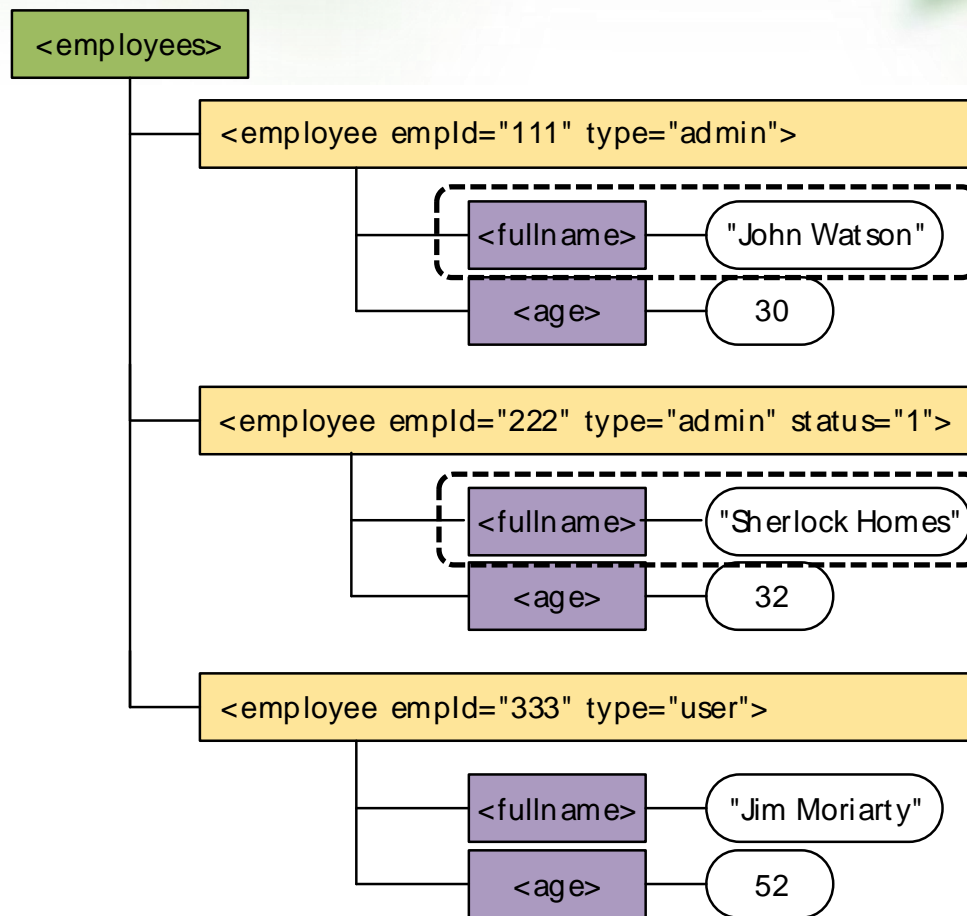 <employees>
<employee empId="111" type="admin">
<fullname> "John Watson"
<age> 30
<employee empId="222" type="admin" status="1">
<fullname> "Sherlock Homes"
<age> 32
<employee empId="333" type="user">
<fullname> "Jim Moriarty"
<age> 52